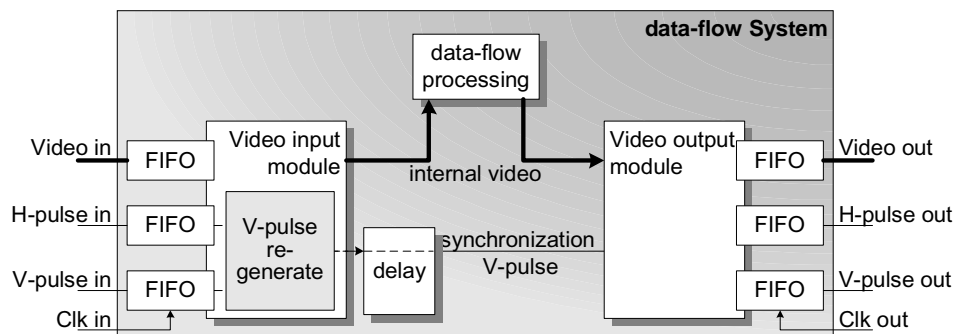 data-flow System
data-flow
processing
Video in
FIFO
Video input
module
internal video
Video output
module
FIFO
Video out
H-pulse in
FIFO
V-pulse
re-
generate
delay
synchronization
V-pulse
FIFO
H-pulse out
V-pulse in
FIFO
FIFO
V-pulse out
Clk in
Clk out